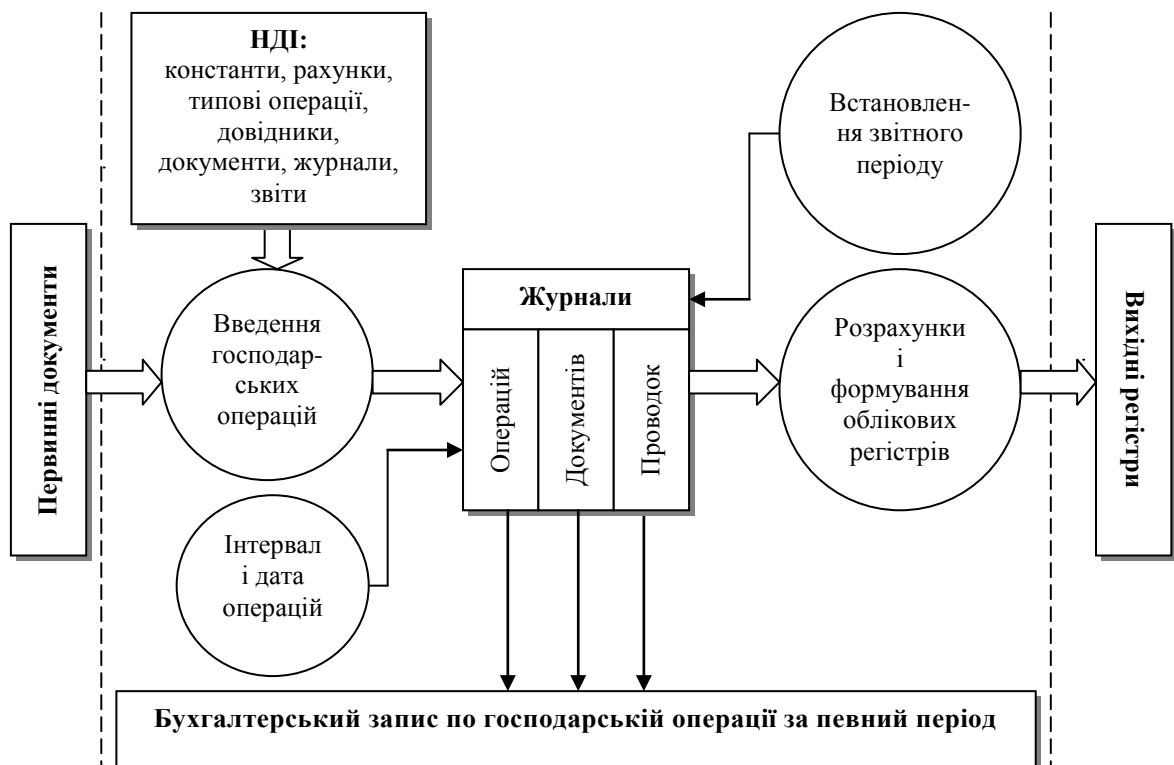 НДІ:
константи, рахунки,
типові операції,
довідники,
документи, журнали,
звіти
Встановлен-
ня звітного
періоду
Первинні документи
Введення
господар-
ських
операцій
Журнали
Операцій
Документів
Проводок
Розрахунки
і
формування
облікових
регістрів
Вихідні регістри
Інтервал
і дата
операцій
Бухгалтерський запис по господарській операції за певний період